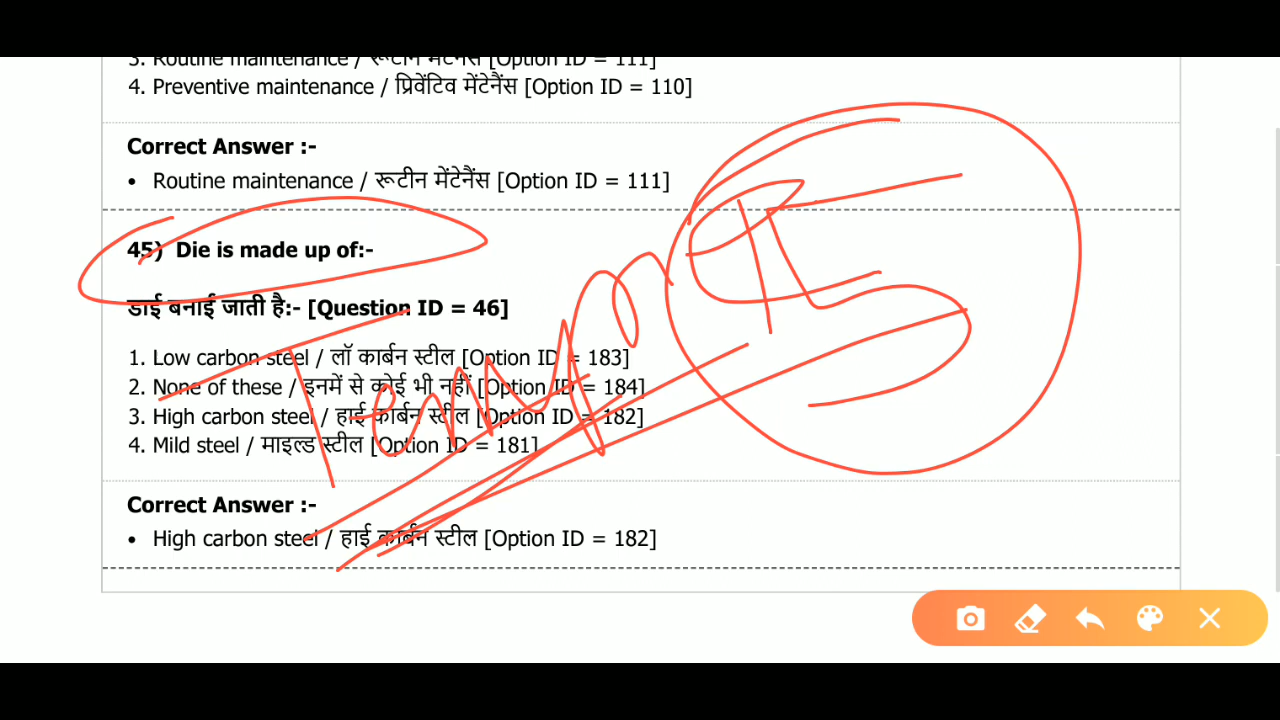 3. Routine maintenance / रूटीन मेंटेनैंस [Option ID = 111]
4. Preventive maintenance / प्रिवेंटिव मेंटेनैंस [Option ID = 110]
Correct Answer :-
• Routine maintenance / रूटीन मेंटेनैंस [Option ID = 111]
45) Die is made up of:-
डाई बनाई जाती है:- [Question ID = 46]
1. Low carbon steel / लॉ कार्बन स्टील [Option ID = 183]
2. None of these / इनमें से कोई भी नहीं [Option ID = 184]
3. High carbon steel / हाई कार्बन स्टील [Option ID = 182]
4. Mild steel / माइल्ड स्टील [Option ID = 181]
Correct Answer :-
• High carbon steel / हाई कार्बन स्टील [Option ID = 182]